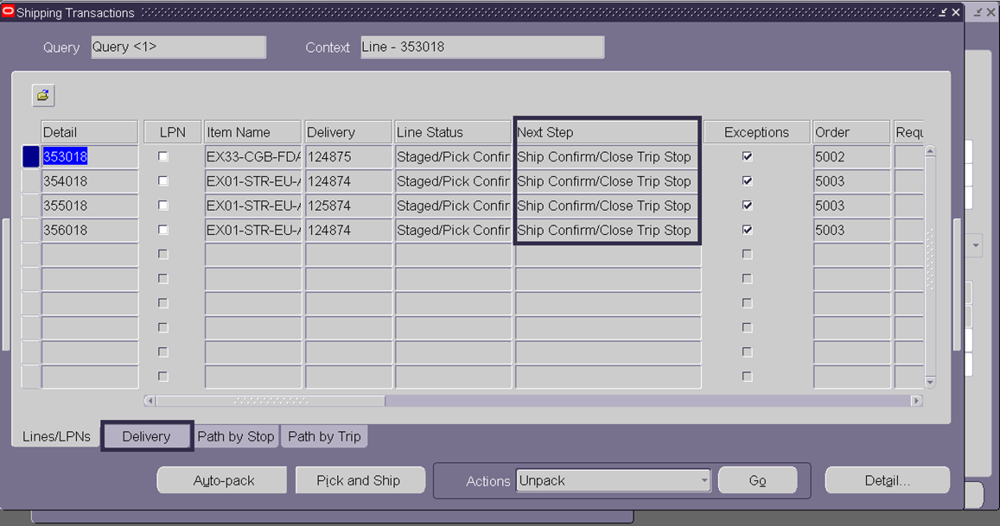 Shipping Transactions
Query Query <1> Context Line - 353018
Detail LPN Item Name Delivery Line Status Next Step Exceptions Order Requ
353018 EX33-CGB-FDA 124875 Staged/Pick Confir Ship Confirm/Close Trip Stop 5002
354018 EX01-STR-EU-A 124874 Staged/Pick Confir Ship Confirm/Close Trip Stop 5003
355018 EX01-STR-EU-A 125874 Staged/Pick Confir Ship Confirm/Close Trip Stop 5003
356018 EX01-STR-EU-A 124874 Staged/Pick Confir Ship Confirm/Close Trip Stop 5003
Lines/LPNs Delivery Path by Stop Path by Trip
Auto-pack Pick and Ship Actions Unpack Go Detail...